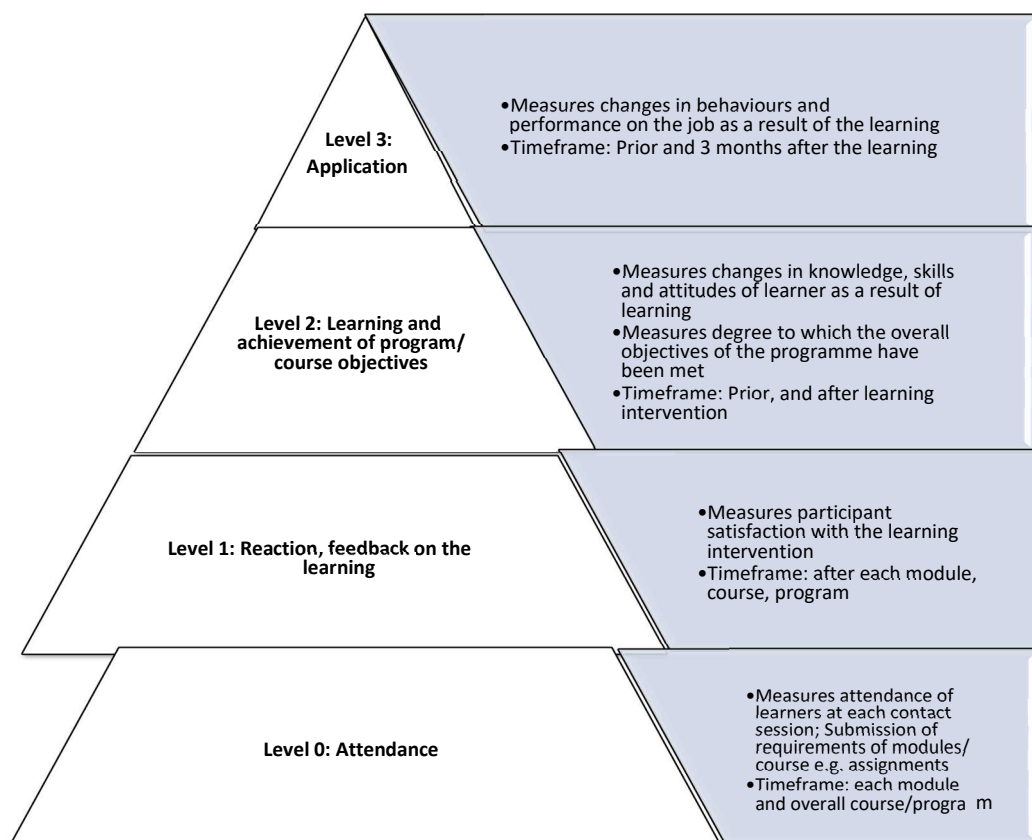 Level 3:
Application
•Measures changes in behaviours and
performance on the job as a result of the learning
•Timeframe: Prior and 3 months after the learning
Level 2: Learning and
achievement of program/
course objectives
•Measures changes in knowledge, skills
and attitudes of learner as a result of
learning
•Measures degree to which the overall
objectives of the programme have
been met
•Timeframe: Prior, and after learning
intervention
Level 1: Reaction, feedback on the
learning
•Measures participant
satisfaction with the learning
intervention
•Timeframe: after each module,
course, program
Level 0: Attendance
•Measures attendance of
learners at each contact
session; Submission of
requirements of modules/
course e.g. assignments
•Timeframe: each module
and overall course/progra m